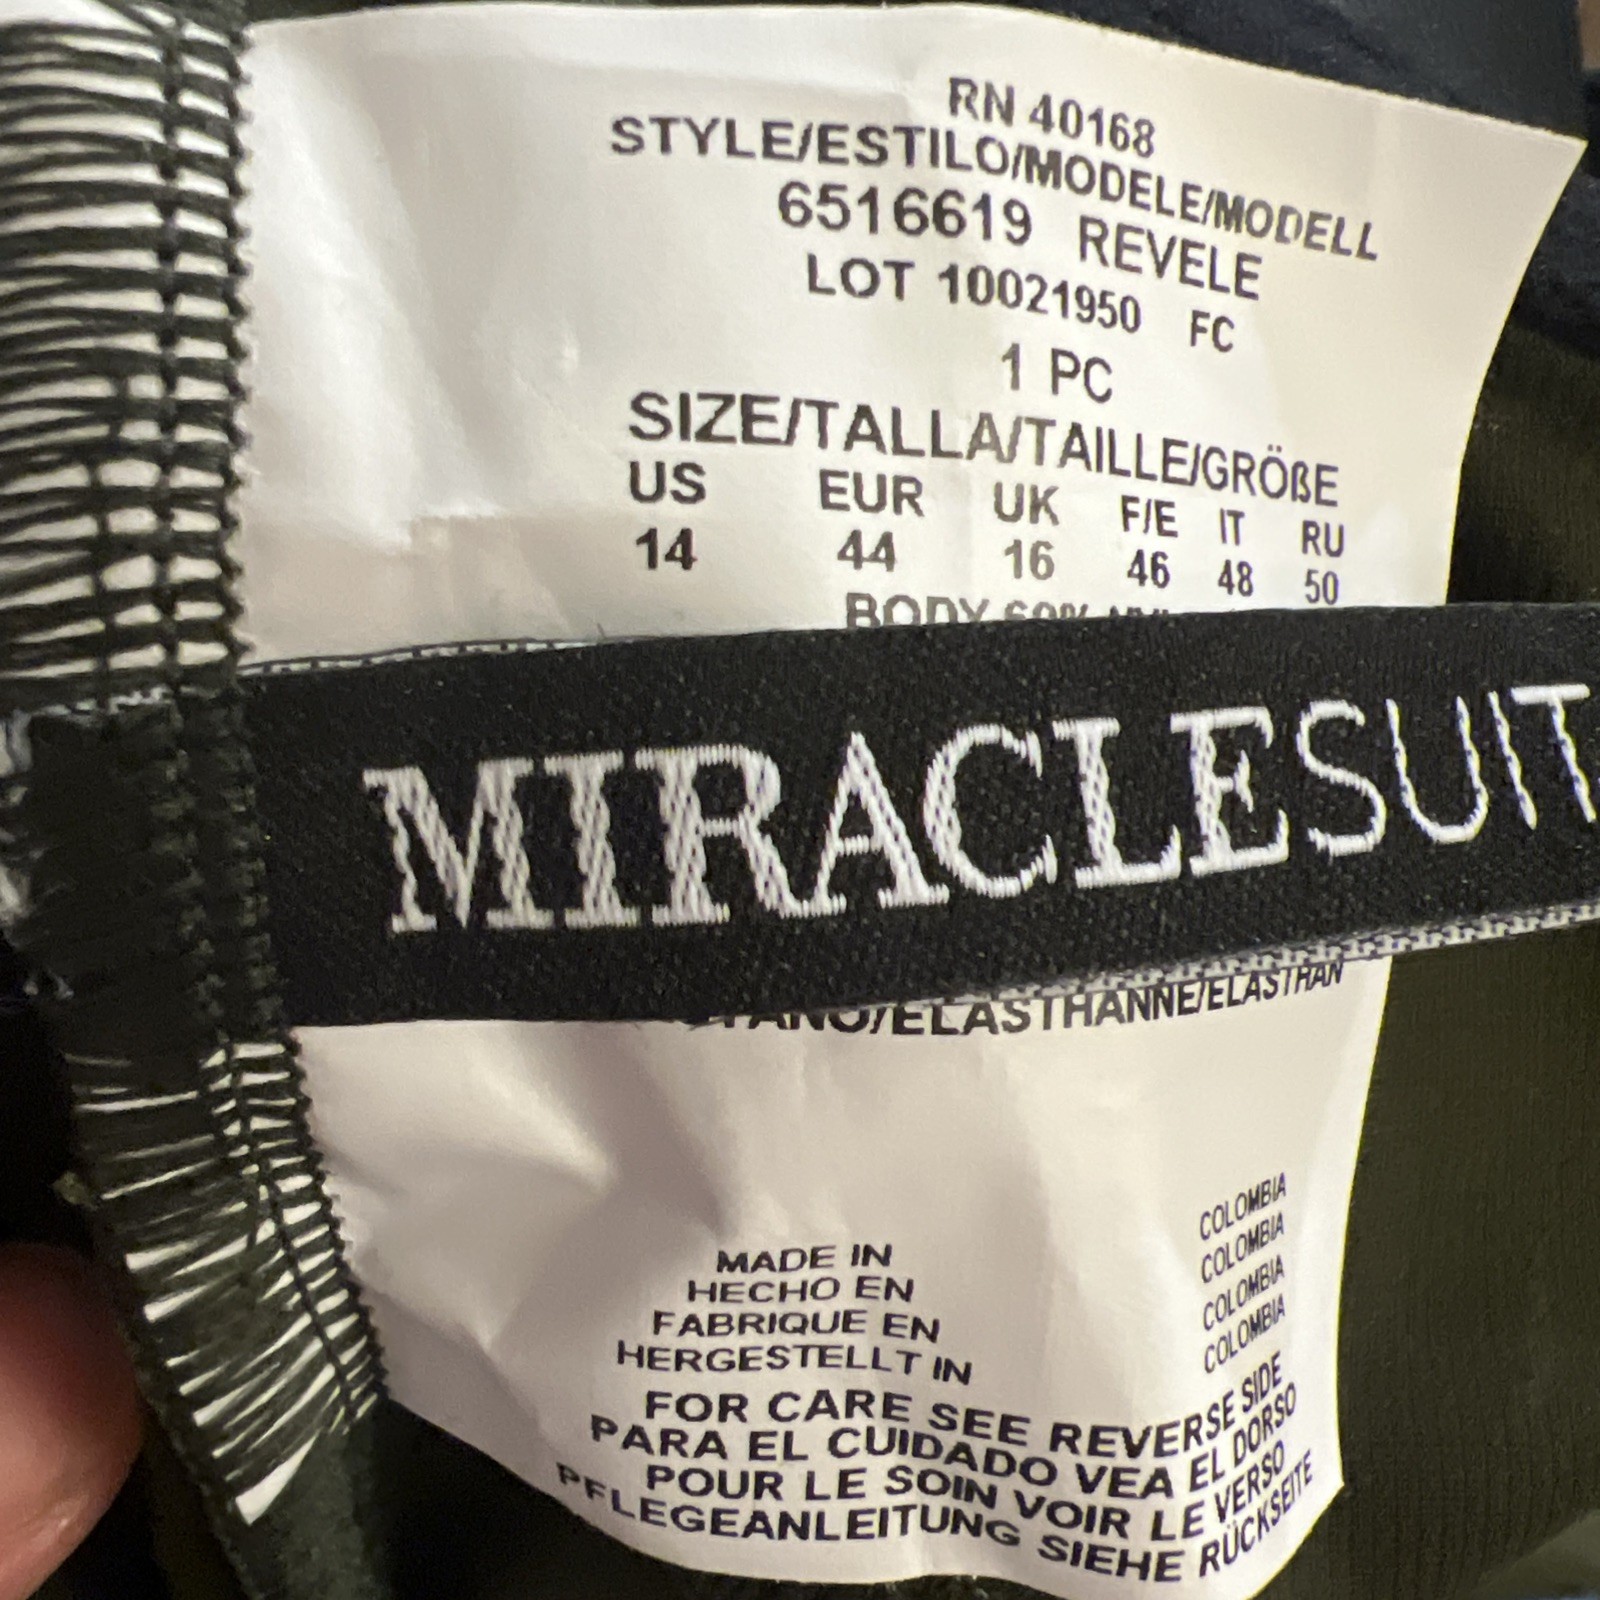 RN 40168
STYLE/ESTILO/MODELE/MODELL
6516619 REVELE
LOT 10021950 FC
1 PC
SIZE/TALLA/TAILLE/GRÖßE
US EUR UK F/E IT RU
14 44 16 46 48 50
BODY
MIRACLESUIT
/ELASTHANNE/ELASTHAN
MADE IN COLOMBIA
HECHO EN COLOMBIA
FABRIQUE EN COLOMBIA
HERGESTELLT IN COLOMBIA
FOR CARE SEE REVERSE SIDE
PARA EL CUIDADO VEA EL DORSO
POUR LE SOIN VOIR LE VERSO
PFLEGEANLEITUNG SIEHE RÜCKSEITE